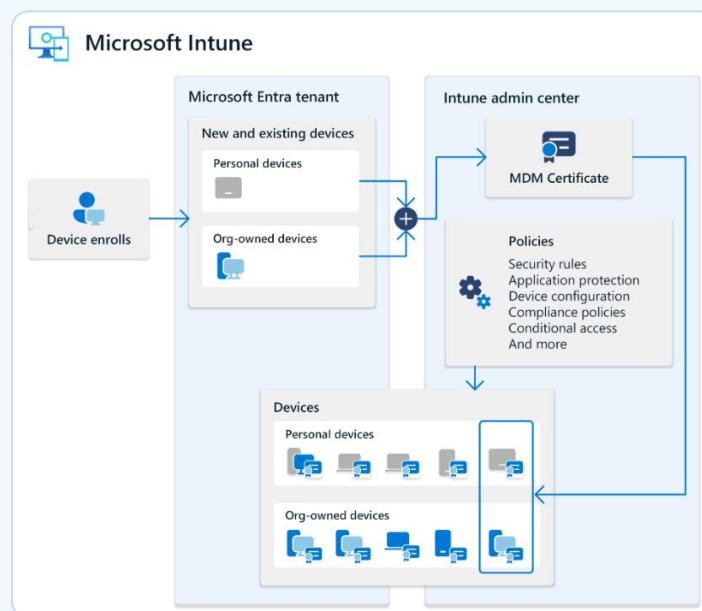 Microsoft Intune
Microsoft Entra tenant
Intune admin center
New and existing devices
Personal devices
MDM Certificate
Device enrolls
Org-owned devices
Policies
Security rules
Application protection
Device configuration
Compliance policies
Conditional access
And more
Devices
Personal devices
Org-owned devices